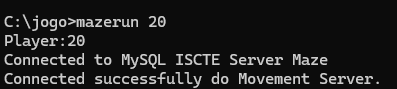 C:\jogo>mazerun 20
Player:20
Connected to MySQL ISCTE Server Maze
Connected successfully do Movement Server.